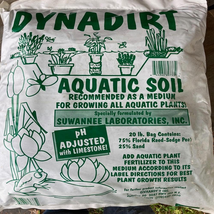 DYNADIRT
AQUATIC SOIL
RECOMMENDED AS A MEDIUM
FOR GROWING ALL AQUATIC PLANTS!
Specially formulated by
SUWANNEE LABORATORIES, INC.
pH
ADJUSTED
with LIMESTONE!
20 lb. Bag Contains:
75% Florida Reed-Sedge Peat
25% Sand
ADD AQUATIC PLANT
FERTILIZER TO THIS
MEDIUM ACCORDING TO ITS
LABEL DIRECTIONS FOR BEST
PLANT GROWTH RESULTS